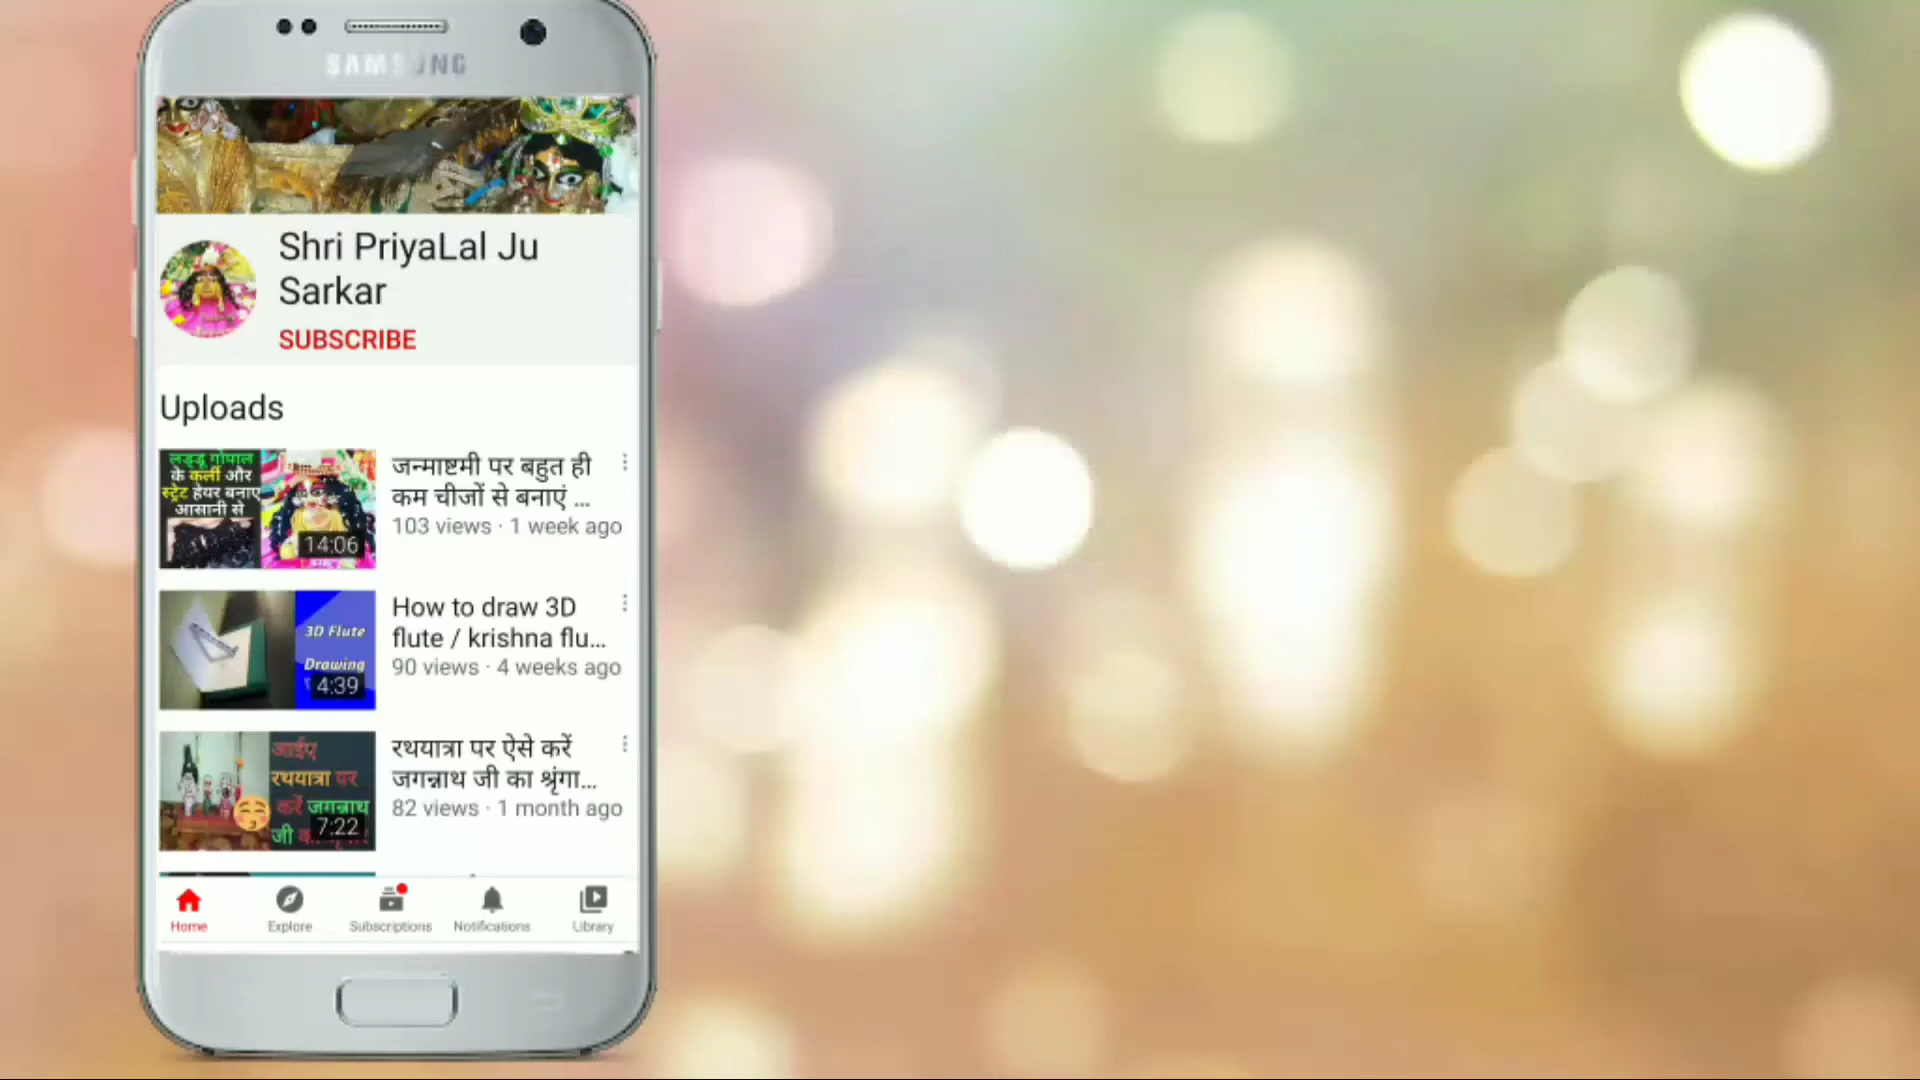 SAMSUNG
Shri PriyaLal Ju
Sarkar
SUBSCRIBE
Uploads
लड्डू गोपाल
के कर्ली और
स्ट्रेट हेयर बनाएं
आसानी से
14:06
जन्माष्टमी पर बहुत ही
कम चीजों से बनाएं ...
103 views · 1 week ago
3D Flute
Drawing
4:39
How to draw 3D
flute / krishna flu...
90 views · 4 weeks ago
आईए
रथयात्रा पर
करें जगन्नाथ
जी
7:22
रथयात्रा पर ऐसे करें
जगन्नाथ जी का श्रृंगा...
82 views · 1 month ago
Home
Explore
Subscriptions
Notifications
Library